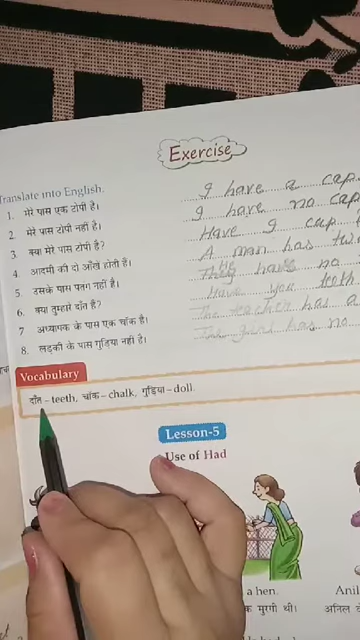 Exercise
Translate into English.
1. मेरे पास एक टोपी है। I have a cap.
2. मेरे पास टोपी नहीं है। I have no cap
3. क्या मेरे पास टोपी है? Have I cap
4. आदमी की दो आँखें होती हैं। A man has two
5. उसके पास पतंग नहीं है। have no
6. क्या तुम्हारे दाँत हैं? Have you teeth
7. अध्यापक के पास एक चॉक है। The teacher has a
8. लड़की के पास गुड़िया नहीं है। The girl has no
Vocabulary
दाँत – teeth, चॉक – chalk, गुड़िया – doll.
Lesson-5
Use of Had
a hen. Anil
मुरगी थी। अनिल